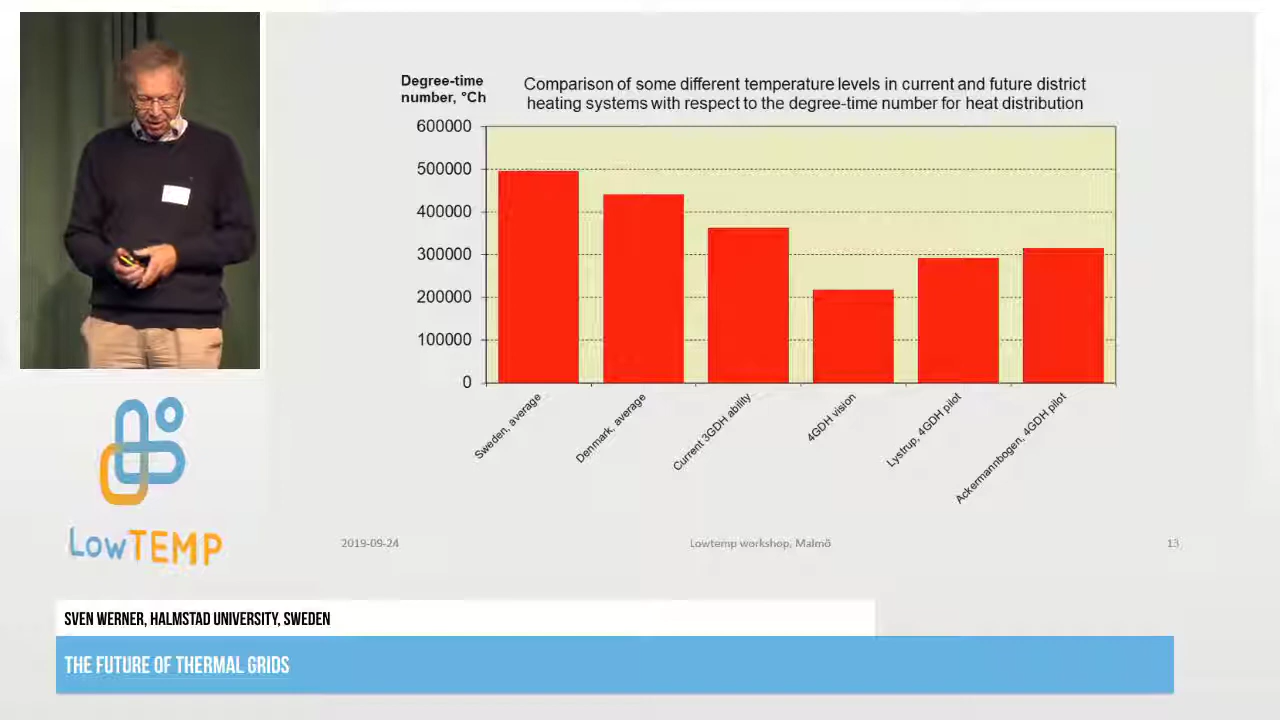 Degree-time
number, °Ch
Comparison of some different temperature levels in current and future district
heating systems with respect to the degree-time number for heat distribution
600000
500000
400000
300000
200000
100000
0
Sweden, average
Denmark, average
Current 3GDH ability
4GDH vision
Lystrup, 4GDH pilot
Ackermannbogen, 4GDH pilot
LowTEMP
2019-09-24
Lowtemp workshop, Malmö
13
SVEN WERNER, HALMSTAD UNIVERSITY, SWEDEN
THE FUTURE OF THERMAL GRIDS